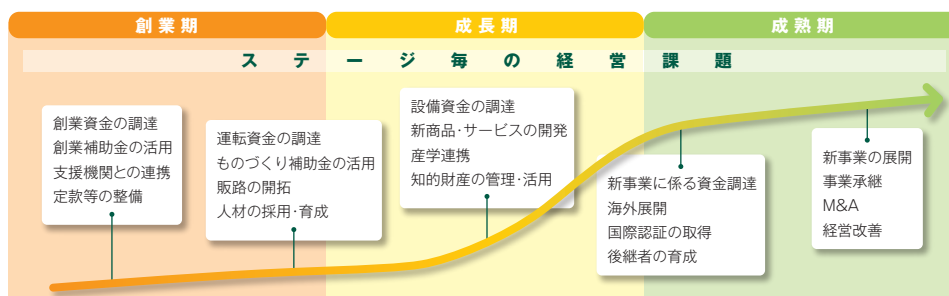 創業期
成長期
成熟期
ステージ毎の経営課題
創業資金の調達
創業補助金の活用
支援機関との連携
定款等の整備
運転資金の調達
ものづくり補助金の活用
販路の開拓
人材の採用・育成
設備資金の調達
新商品・サービスの開発
産学連携
知的財産の管理・活用
新事業に係る資金調達
海外展開
国際認証の取得
後継者の育成
新事業の展開
事業承継
M&A
経営改善